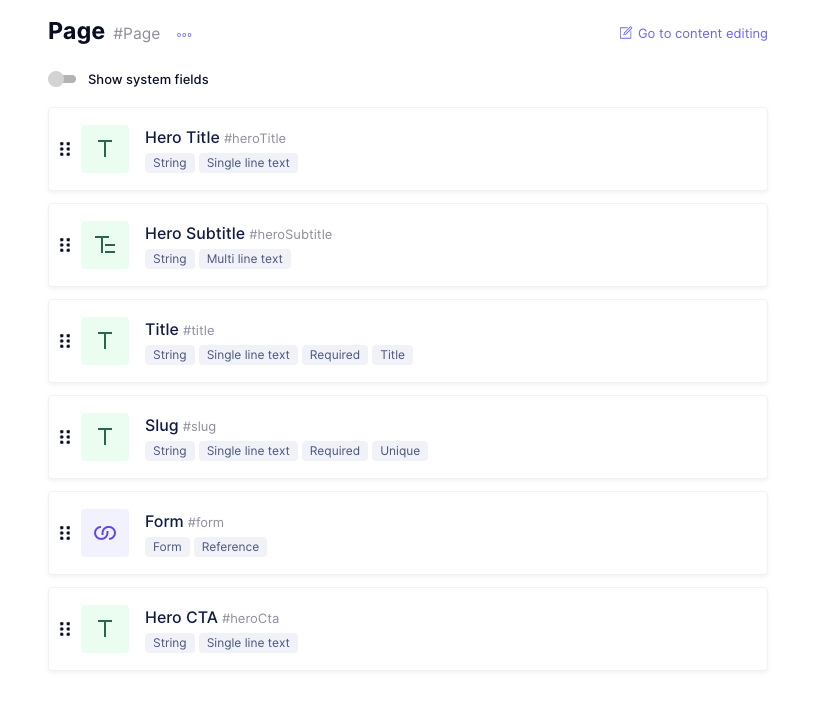 Page #Page
Go to content editing
Show system fields
Hero Title #heroTitle
String Single line text
Hero Subtitle #heroSubtitle
String Multi line text
Title #title
String Single line text Required Title
Slug #slug
String Single line text Required Unique
Form #form
Form Reference
Hero CTA #heroCta
String Single line text